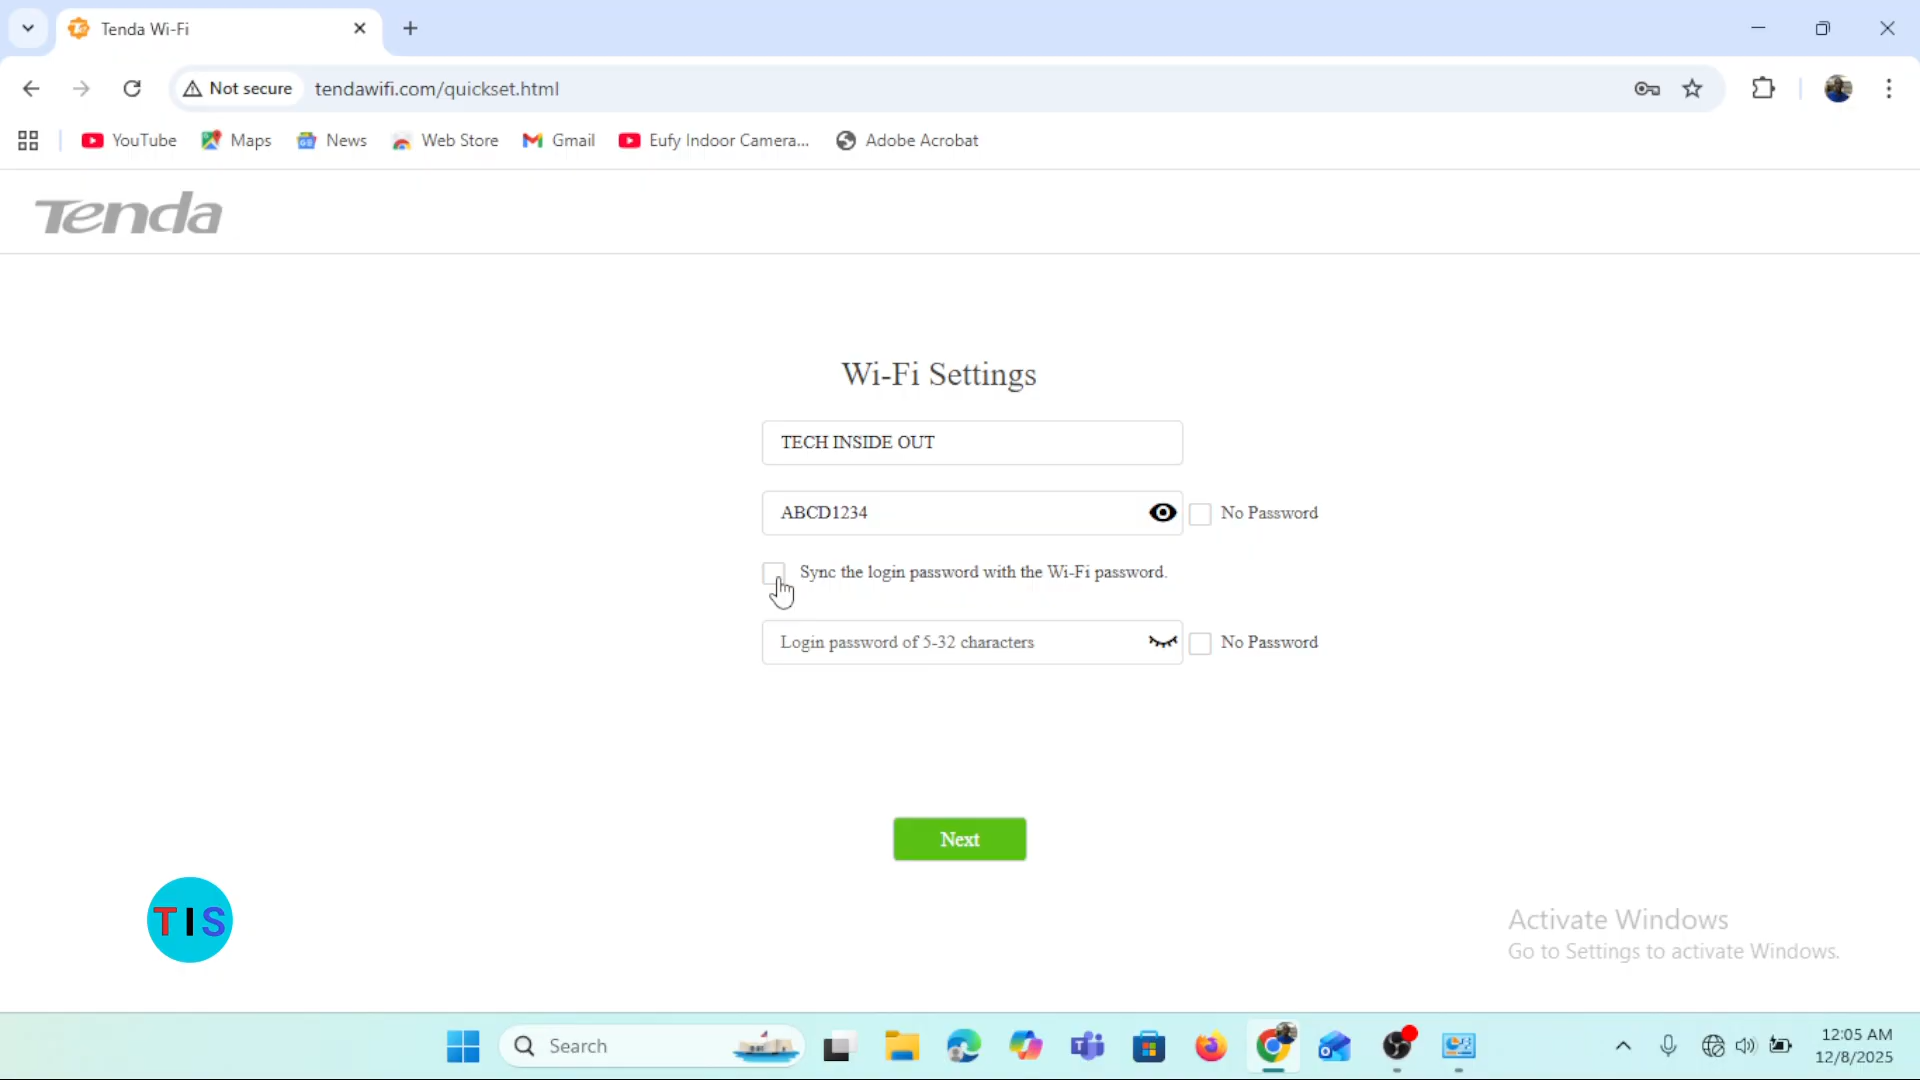 Tenda Wi-Fi
Not secure
tendawifi.com/quickset.html
YouTube
Maps
News
Web Store
Gmail
Eufy Indoor Camera...
Adobe Acrobat
Tenda
Wi-Fi Settings
TECH INSIDE OUT
ABCD1234
No Password
Sync the login password with the Wi-Fi password.
Login password of 5-32 characters
No Password
Next
TIS
Activate Windows
Go to Settings to activate Windows.
Search
12:05 AM
12/8/2025